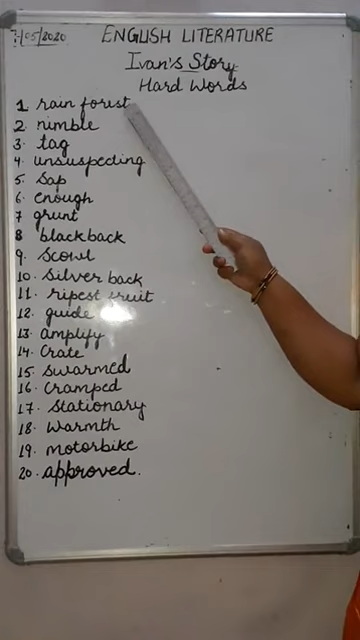 /05/2020
ENGLISH LITERATURE
Ivan's Story
Hard Words
1 rain forest
2 nimble
3. tag
4. unsuspecting
5. Sap
6. enough
7 grunt
8 blackback
9. Scowl
10. Silver back
11. ripest fruit
12. guide
13. amplify
14. Crate
15. Swarmed
16. Cramped
17. Stationary
18. Warmth
19. motorbike
20. approved.